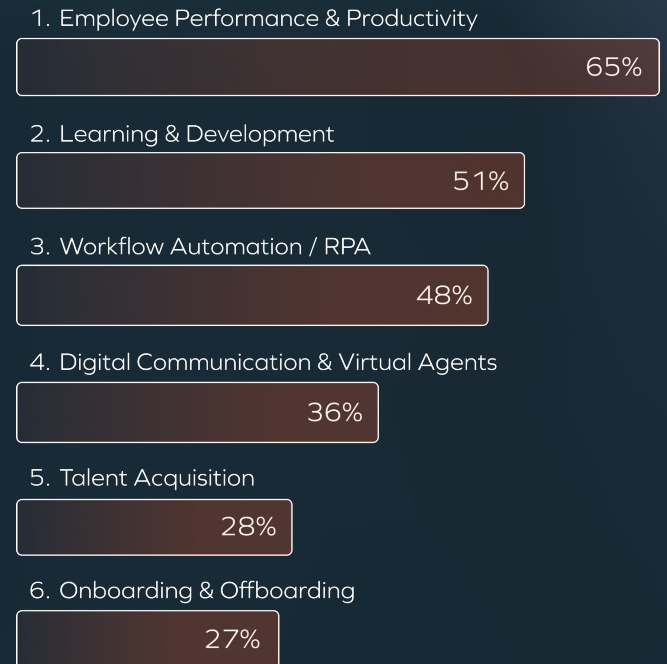 1. Employee Performance & Productivity
65%
2. Learning & Development
51%
3. Workflow Automation / RPA
48%
4. Digital Communication & Virtual Agents
36%
5. Talent Acquisition
28%
6. Onboarding & Offboarding
27%